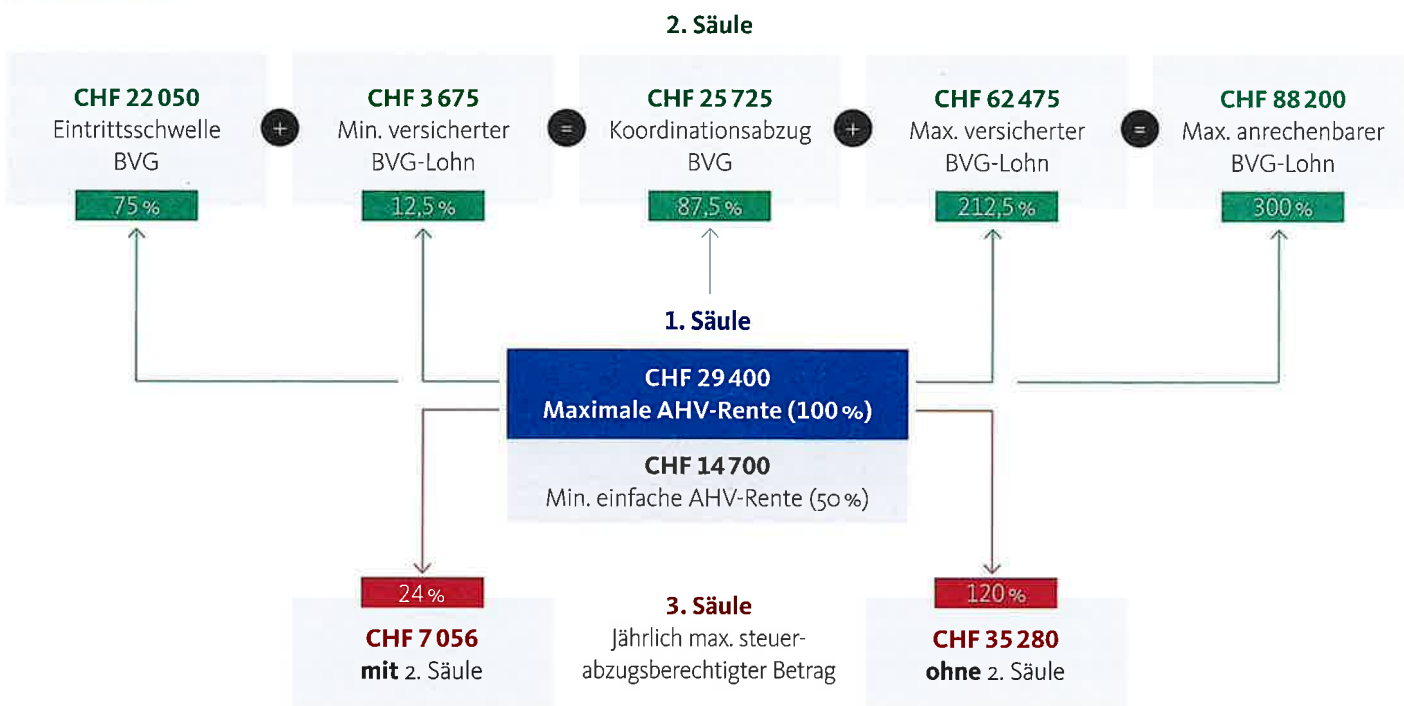 2. Säule
CHF 22 050
Eintrittsschwelle
BVG
75 %
+
CHF 3 675
Min. versicherter
BVG-Lohn
12,5 %
=
CHF 25 725
Koordinationsabzug
BVG
87,5 %
+
CHF 62 475
Max. versicherter
BVG-Lohn
212,5 %
=
CHF 88 200
Max. anrechenbarer
BVG-Lohn
300 %
1. Säule
CHF 29 400
Maximale AHV-Rente (100 %)
CHF 14 700
Min. einfache AHV-Rente (50 %)
24 %
CHF 7 056
mit 2. Säule
3. Säule
Jährlich max. steuer-
abzugsberechtigter Betrag
120 %
CHF 35 280
ohne 2. Säule